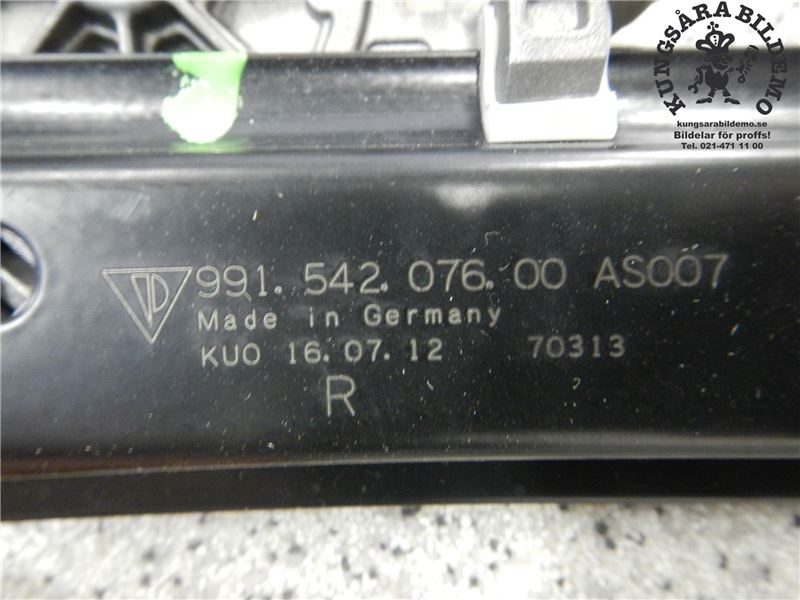 KUNGSÅRA BILDEMO
kungsarabildemo.se
Bildelar för proffs!
Tel. 021-471 11 00
991.542.076.00 AS007
Made in Germany
KUO 16.07.12 70313
R